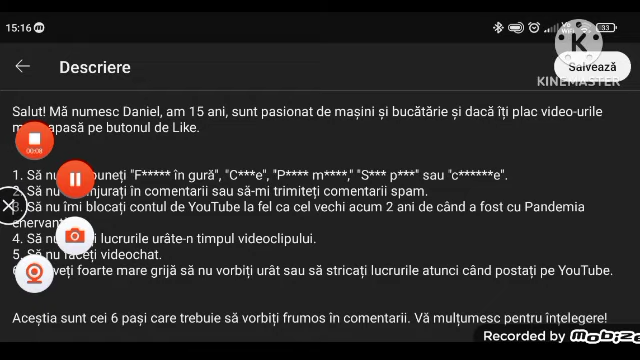 15:16
33
Descriere
Salvează
K
KINEMASTER
Salut! Mă numesc Daniel, am 15 ani, sunt pasionat de mașini și bucătărie și dacă îți plac video-urile
apasă pe butonul de Like.
00:08
1. Să nu "F***** în gură", "C***e", "P**** m****," "S*** p***" sau "c******e".
2. Să nu înjurați în comentarii sau să-mi trimiteți comentarii spam.
3. Să nu îmi blocați contul de YouTube la fel ca cel vechi acum 2 ani de când a fost cu Pandemia
4. Să nu lucrurile urâte-n timpul videoclipului.
5. Să nu faceți videochat.
foarte mare grijă să nu vorbiți urât sau să stricați lucrurile atunci când postați pe YouTube.
Aceștia sunt cei 6 pași care trebuie să vorbiți frumos în comentarii. Vă mulțumesc pentru înțelegere!
Recorded by